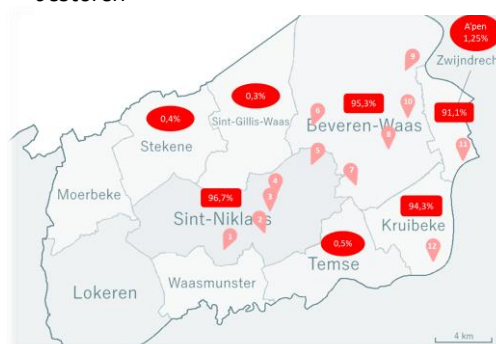 A'pen
1,25%
9
Zwijndrecht
0,3%
95,3%
10
91,1%
0,4%
6
Sint-Gillis-Waas
Beveren-Waas
8
Stekene
11
5
7
4
Moerbeke
96,7%
3
94,3%
Sint-Niklaas
2
Kruibeke
1
0,5%
12
Temse
Waasmunster
Lokeren
4 km